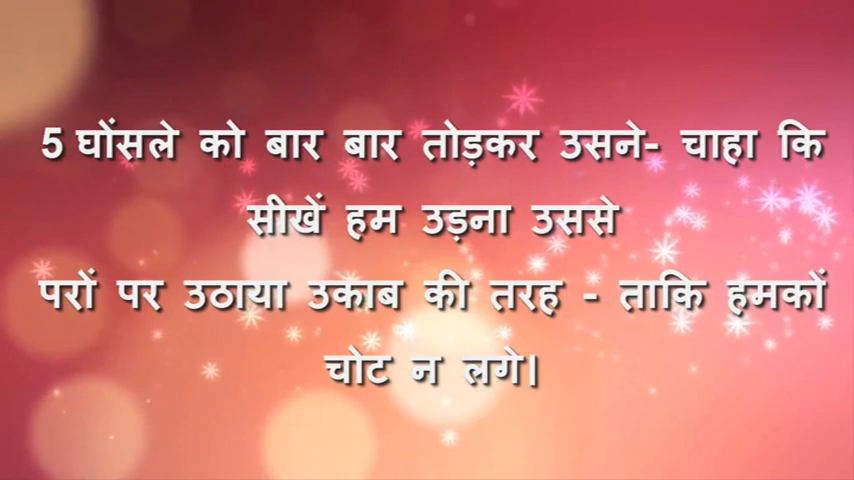 5 घोंसले को बार बार तोड़कर उसने- चाहा कि
सीखें हम उड़ना उससे
परों पर उठाया उकाब की तरह - ताकि हमकों
चोट न लगे।